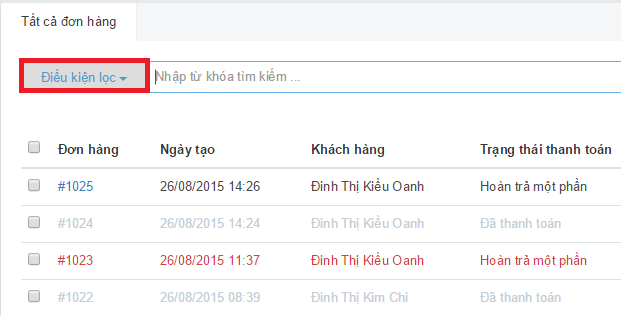 Tất cả đơn hàng
Điều kiện lọc Nhập từ khóa tìm kiếm ...
Đơn hàng Ngày tạo Khách hàng Trạng thái thanh toán
#1025 26/08/2015 14:26 Đinh Thị Kiều Oanh Hoàn trả một phần
#1024 26/08/2015 14:24 Đinh Thị Kiều Oanh Đã thanh toán
#1023 26/08/2015 11:37 Đinh Thị Kiều Oanh Hoàn trả một phần
#1022 26/08/2015 08:39 Đinh Thị Kim Chi Đã thanh toán